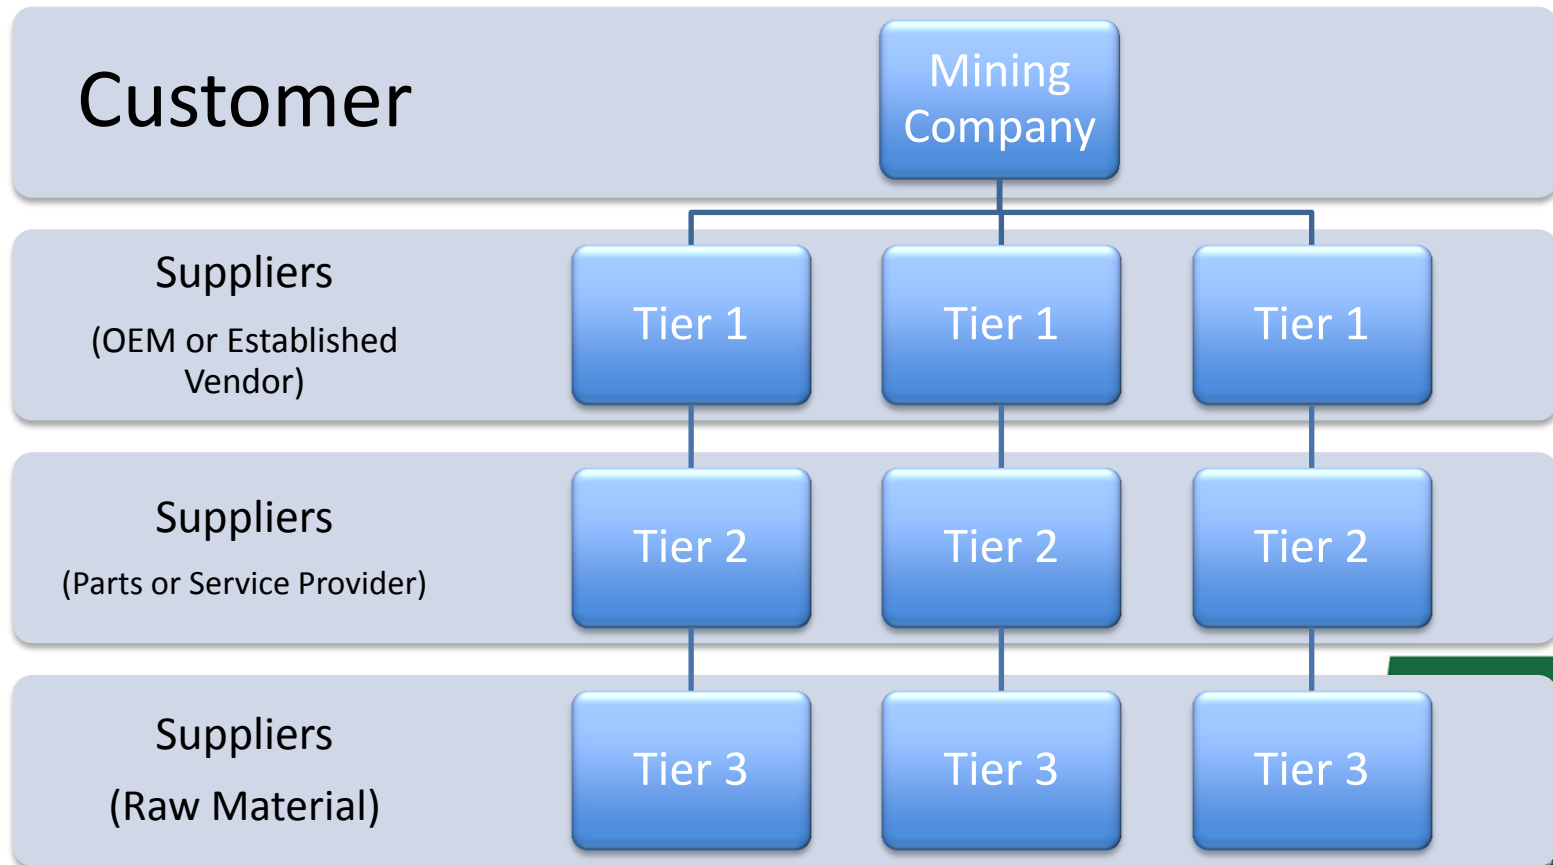 Customer
Mining
Company
Suppliers
(OEM or Established
Vendor)
Tier 1
Tier 1
Tier 1
Suppliers
(Parts or Service Provider)
Tier 2
Tier 2
Tier 2
Suppliers
(Raw Material)
Tier 3
Tier 3
Tier 3